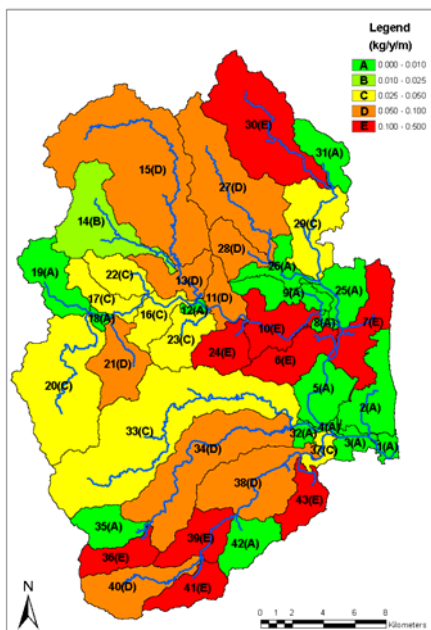 Legend
(kg/y/m)
A 0.000 - 0.010
B 0.010 - 0.025
C 0.025 - 0.050
D 0.050 - 0.100
E 0.100 - 0.500
30(E)
31(A)
15(D)
27(D)
14(B)
29(C)
28(D)
19(A)
22(C)
26(A)
13(D)
9(A)
25(A)
17(C)
11(D)
12(A)
18(A)
16(C)
8(A)
7(E)
10(E)
23(C)
24(E)
6(E)
21(D)
20(C)
5(A)
2(A)
33(C)
32(A)
4(A)
34(D)
37(C)
3(A)
1(A)
38(D)
43(E)
35(A)
39(E)
36(E)
42(A)
40(D)
41(E)
N
0 1 2 4 6 8
Kilometers